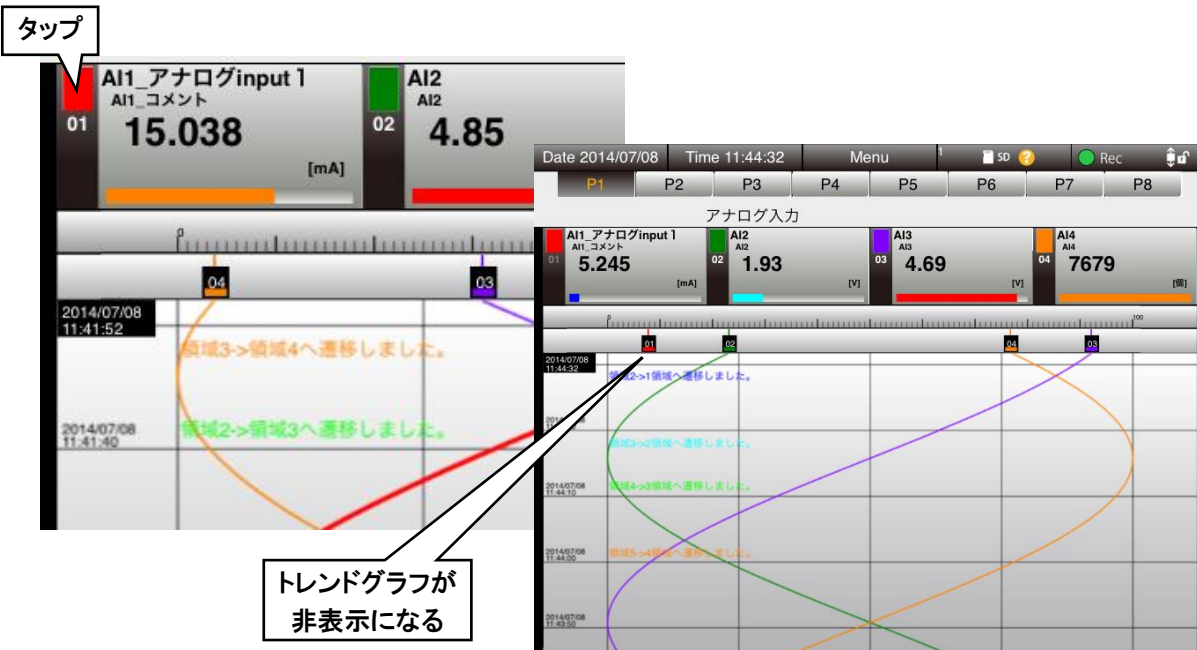 タップ
AI1_アナログinput 1
AI1_コメント
01
15.038
[mA]
AI2
AI2
02
4.85
0
04
03
2014/07/08
11:41:52
領域3->領域4へ遷移しました。
2014/07/08
11:41:40
領域2->領域3へ遷移しました。
トレンドグラフが
非表示になる
Date 2014/07/08
Time 11:44:32
Menu
1
SD
?
Rec
P1
P2
P3
P4
P5
P6
P7
P8
アナログ入力
AI1_アナログinput 1
AI1_コメント
01
5.245
[mA]
AI2
AI2
02
1.93
[V]
AI3
AI3
03
4.69
[V]
AI4
AI4
04
7679
[個]
0
100
01
02
04
03
2014/07/08
11:44:32
領域2->1領域へ遷移しました。
領域3->2領域へ遷移しました。
2014/07/08
11:44:10
領域4->3領域へ遷移しました。
2014/07/08
11:44:00
領域5->4領域へ遷移しました。
2014/07/08
11:43:50